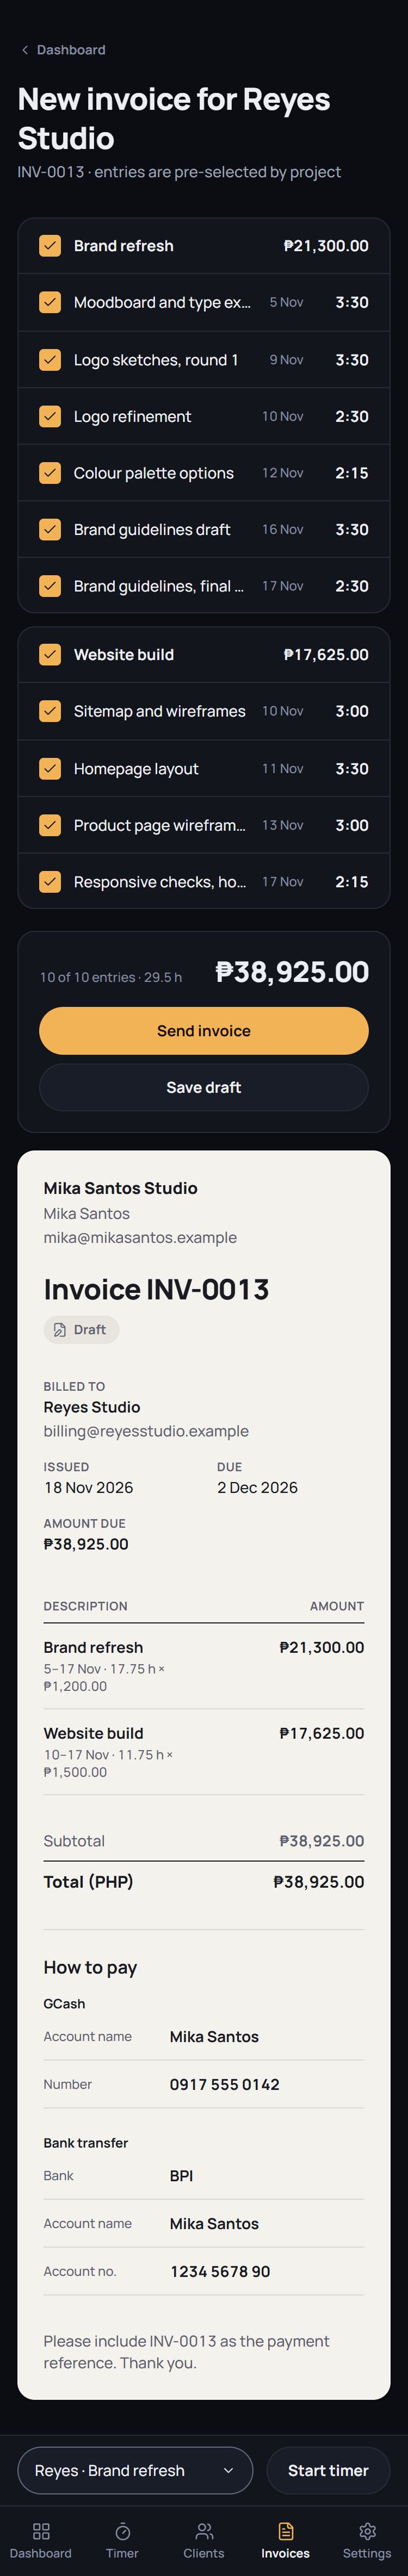 Dashboard
New invoice for Reyes
Studio
INV-0013 · entries are pre-selected by project
Brand refresh ₱21,300.00
Moodboard and type ex... 5 Nov 3:30
Logo sketches, round 1 9 Nov 3:30
Logo refinement 10 Nov 2:30
Colour palette options 12 Nov 2:15
Brand guidelines draft 16 Nov 3:30
Brand guidelines, final ... 17 Nov 2:30
Website build ₱17,625.00
Sitemap and wireframes 10 Nov 3:00
Homepage layout 11 Nov 3:30
Product page wirefram... 13 Nov 3:00
Responsive checks, ho... 17 Nov 2:15
10 of 10 entries · 29.5 h ₱38,925.00
Send invoice
Save draft
Mika Santos Studio
Mika Santos
mika@mikasantos.example
Invoice INV-0013
Draft
BILLED TO
Reyes Studio
billing@reyesstudio.example
ISSUED DUE
18 Nov 2026 2 Dec 2026
AMOUNT DUE
₱38,925.00
DESCRIPTION AMOUNT
Brand refresh ₱21,300.00
5–17 Nov · 17.75 h ×
₱1,200.00
Website build ₱17,625.00
10–17 Nov · 11.75 h ×
₱1,500.00
Subtotal ₱38,925.00
Total (PHP) ₱38,925.00
How to pay
GCash
Account name Mika Santos
Number 0917 555 0142
Bank transfer
Bank BPI
Account name Mika Santos
Account no. 1234 5678 90
Please include INV-0013 as the payment
reference. Thank you.
Reyes · Brand refresh Start timer
Dashboard Timer Clients Invoices Settings